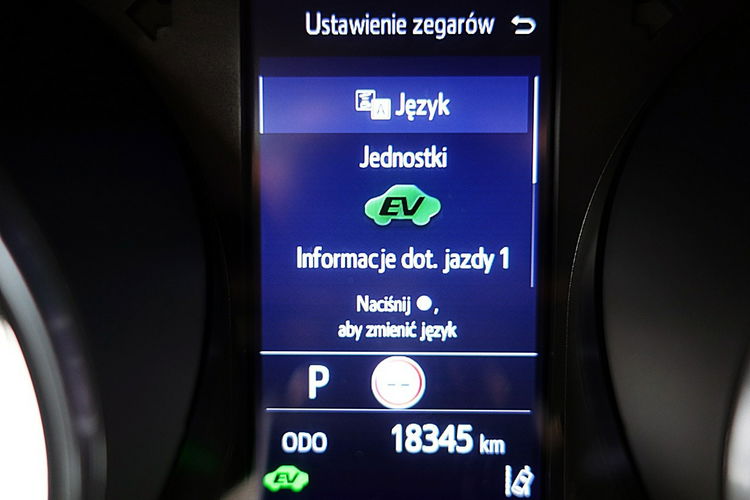 Ustawienie zegarów
Język
Jednostki
EV
Informacje dot. jazdy 1
Naciśnij ,
aby zmienić język
P --
ODO 18345 km
EV